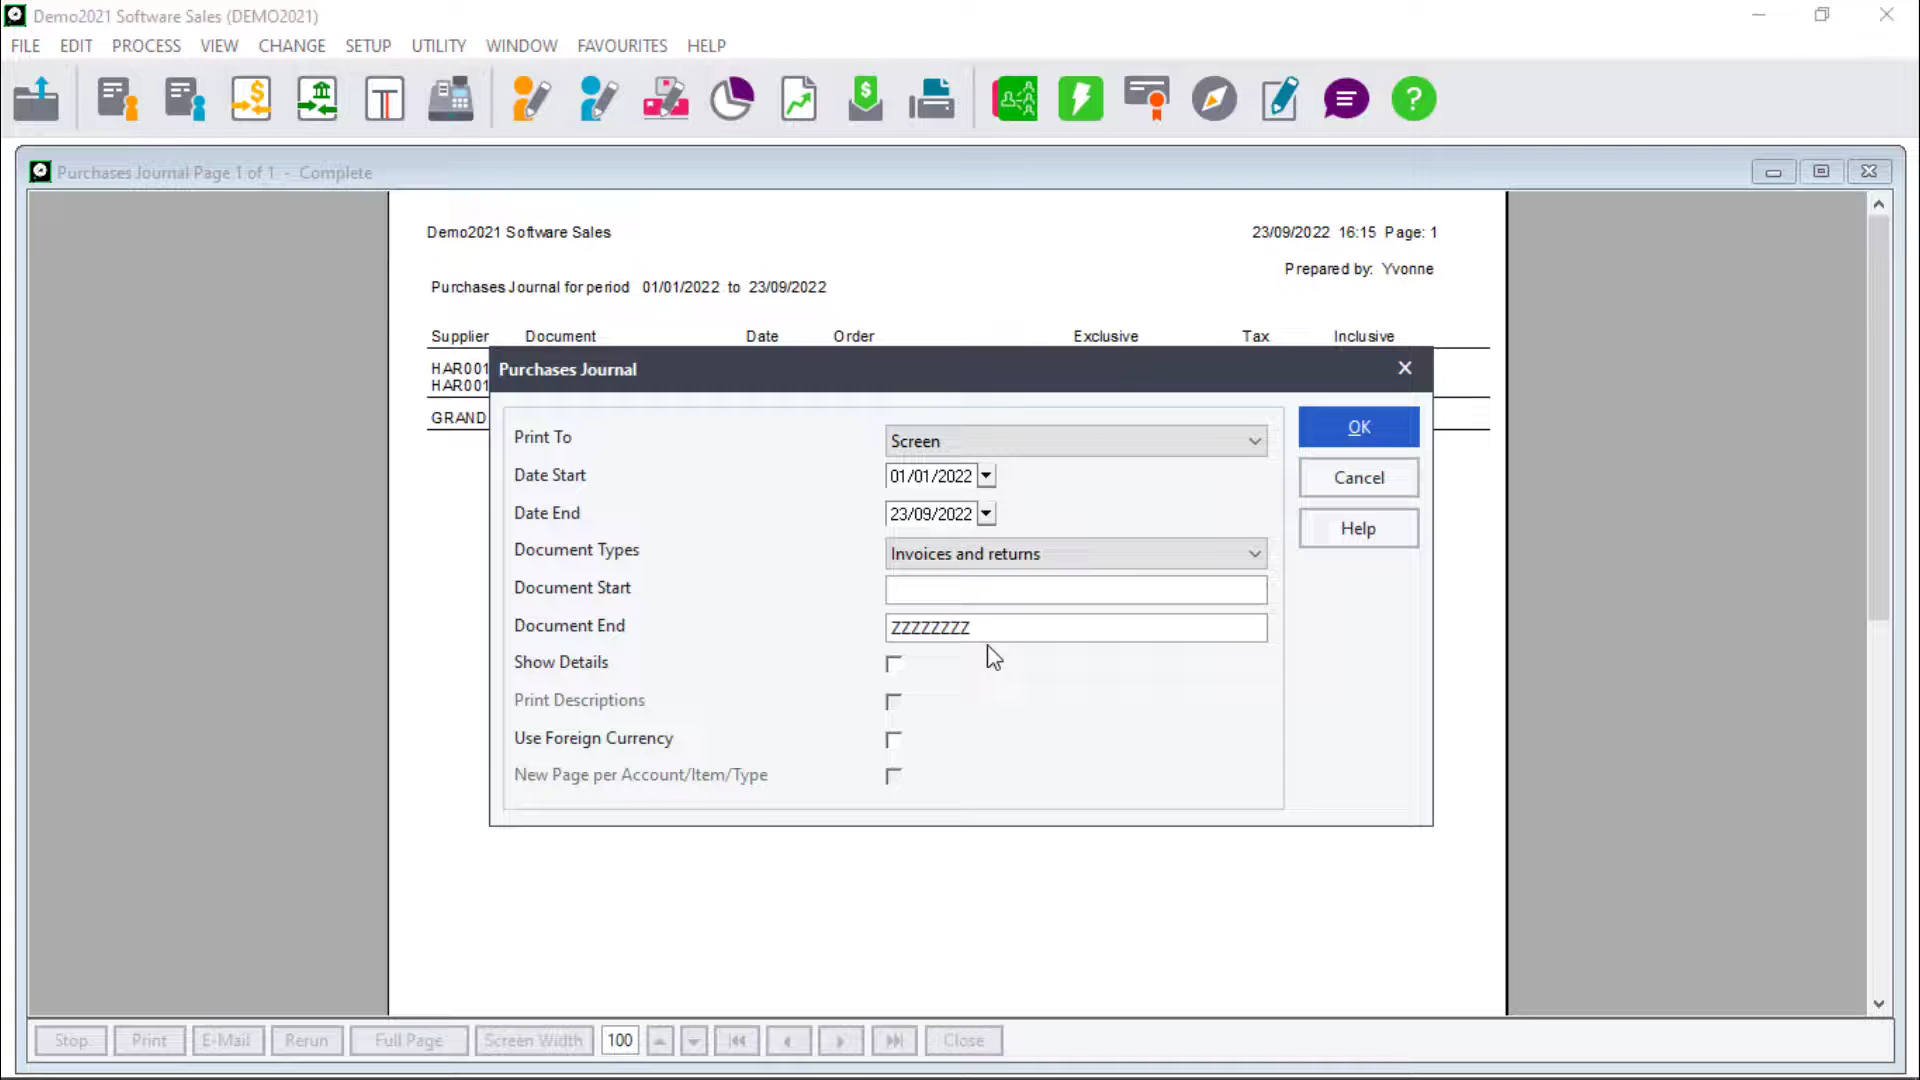 Demo2021 Software Sales (DEMO2021)
FILE EDIT PROCESS VIEW CHANGE SETUP UTILITY WINDOW FAVOURITES HELP
Purchases Journal Page 1 of 1 - Complete
Demo2021 Software Sales
23/09/2022 16:15 Page: 1
Prepared by: Yvonne
Purchases Journal for period 01/01/2022 to 23/09/2022
Supplier Document Date Order Exclusive Tax Inclusive
HAR001
HAR001
GRAND
Purchases Journal
Print To Screen
OK
Date Start 01/01/2022
Cancel
Date End 23/09/2022
Help
Document Types Invoices and returns
Document Start
Document End ZZZZZZZZ
Show Details
Print Descriptions
Use Foreign Currency
New Page per Account/Item/Type
Stop Print E-Mail Rerun Full Page Screen Width 100 Close